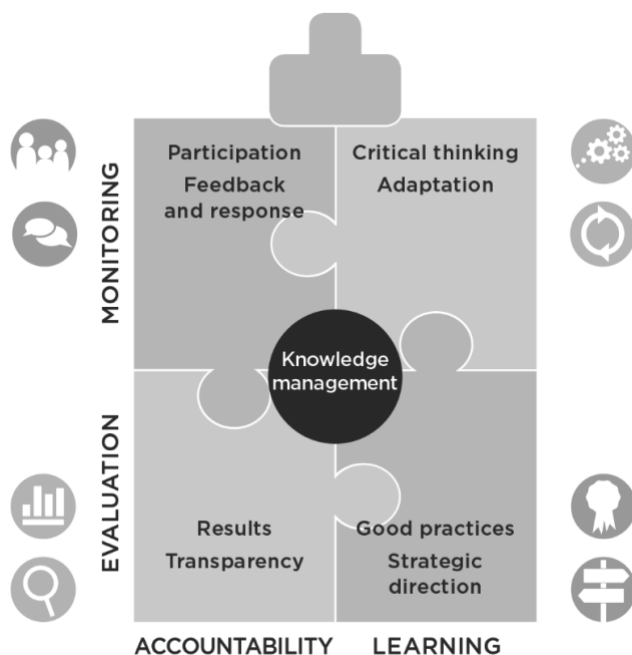 MONITORING
Participation
Feedback
and response
Critical thinking
Adaptation
Knowledge
management
EVALUATION
Results
Transparency
Good practices
Strategic
direction
ACCOUNTABILITY
LEARNING